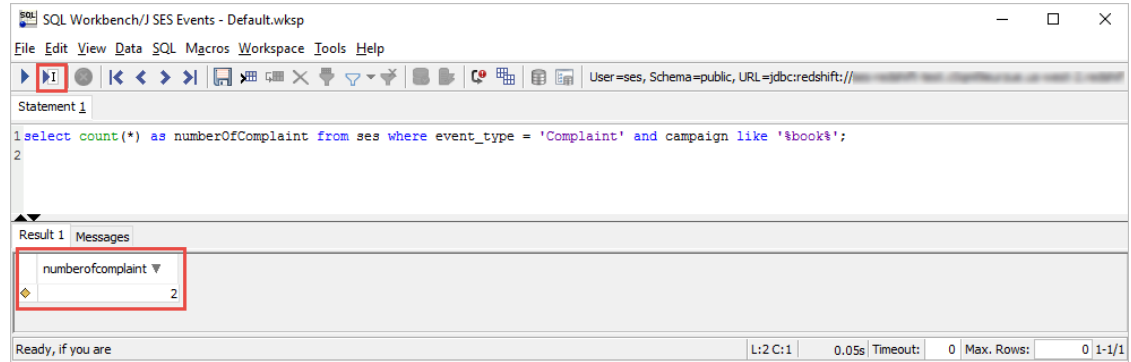 SQL Workbench/J SES Events - Default.wksp
File Edit View Data SQL Macros Workspace Tools Help
User=ses, Schema=public, URL=jdbc:redshift://
Statement 1
1 select count(*) as numberOfComplaint from ses where event_type = 'Complaint' and campaign like '%book%';
2
Result 1 Messages
numberofcomplaint
2
Ready, if you are L:2 C:1 0.05s Timeout: 0 Max. Rows: 0 1-1/1